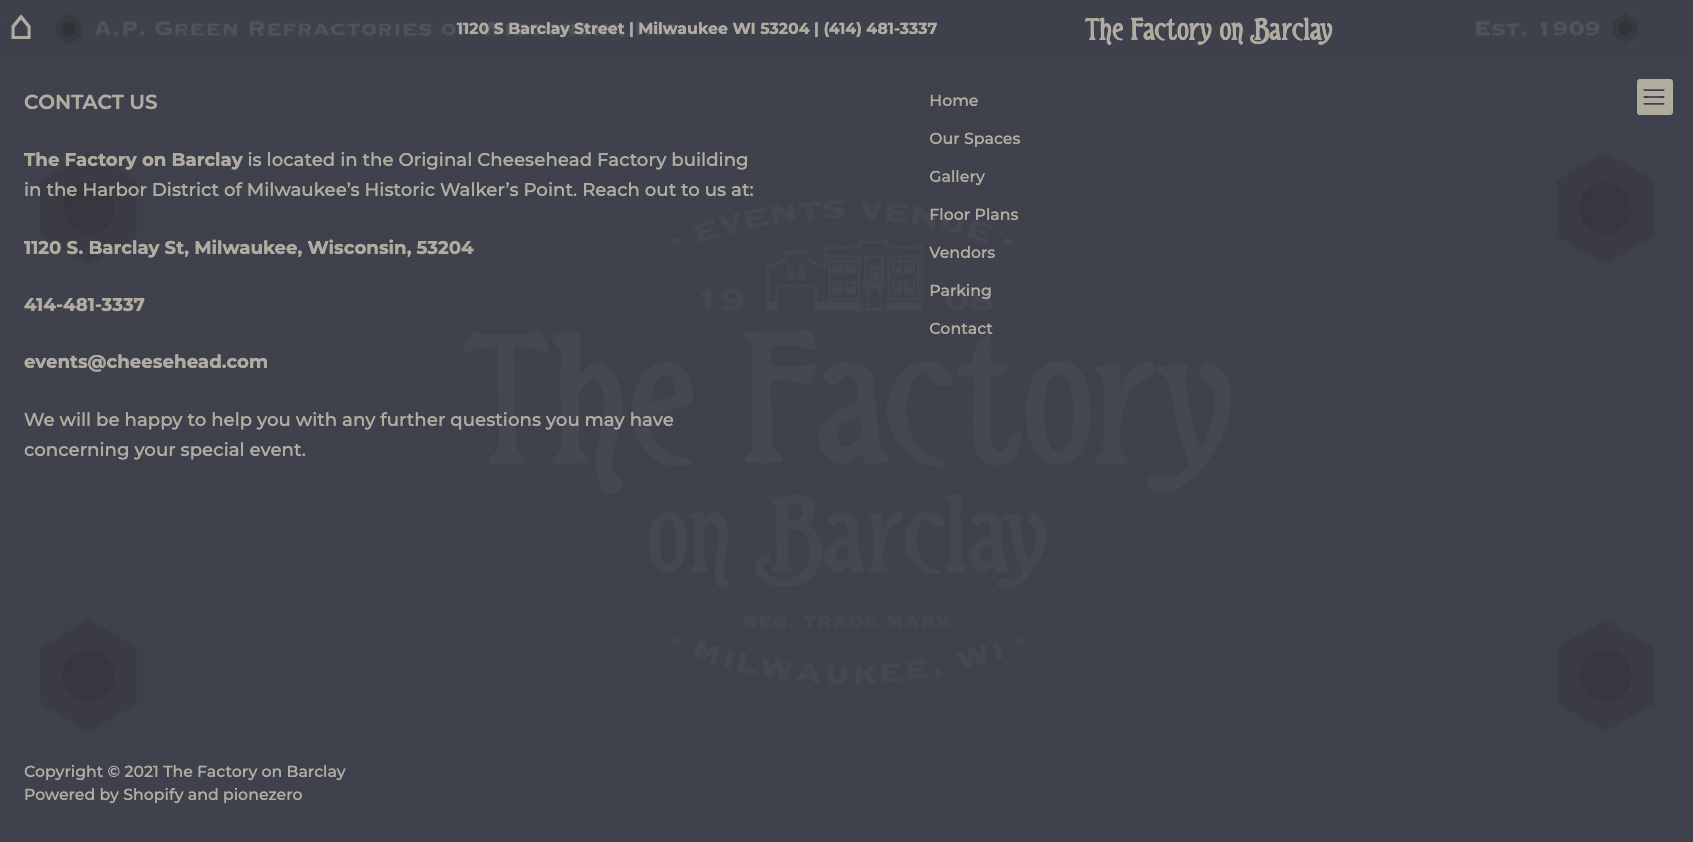 A.P. Green Refractories o
1120 S Barclay Street | Milwaukee WI 53204 | (414) 481-3337
The Factory on Barclay
Est. 1909
CONTACT US
The Factory on Barclay is located in the Original Cheesehead Factory building
in the Harbor District of Milwaukee’s Historic Walker’s Point. Reach out to us at:
1120 S. Barclay St, Milwaukee, Wisconsin, 53204
414-481-3337
events@cheesehead.com
We will be happy to help you with any further questions you may have
concerning your special event.
Home
Our Spaces
Gallery
Floor Plans
Vendors
Parking
Contact
• EVENTS VENUE •
19 08
The Factory
on Barclay
REG. TRADE MARK
• MILWAUKEE, WI •
Copyright © 2021 The Factory on Barclay
Powered by Shopify and pionezero